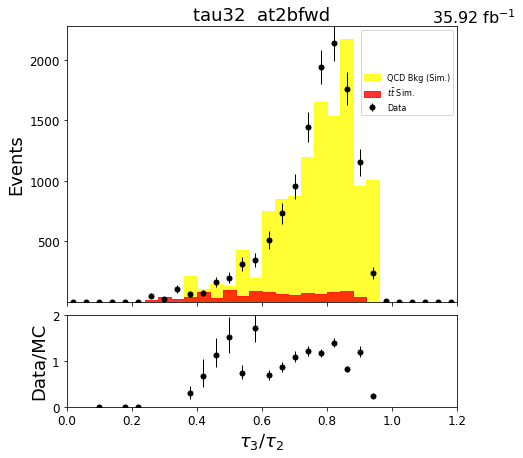 tau32 at2bfwd
35.92 fb⁻¹
Events
2000
1500
1000
500
QCD Bkg (Sim.)
tt̄ Sim.
Data
Data/MC
2
1
0
0.0 0.2 0.4 0.6 0.8 1.0 1.2
τ₃/τ₂